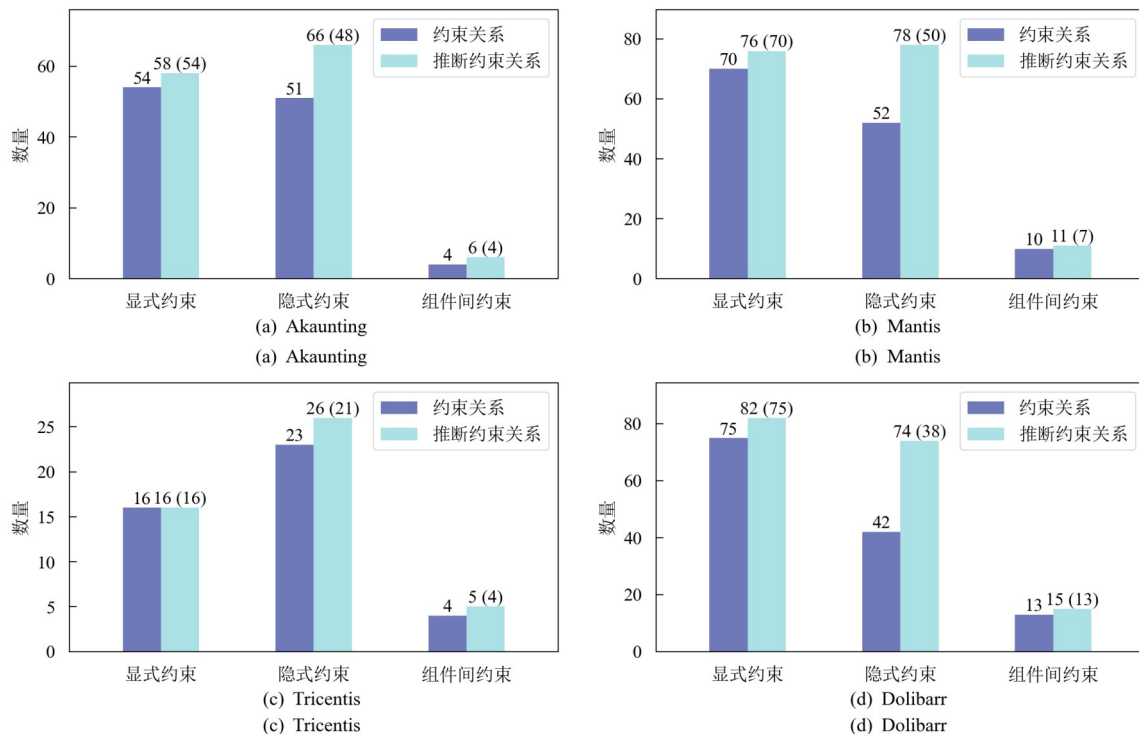 约束关系
推断约束关系
数量
60
40
20
0
54
58 (54)
51
66 (48)
4
6 (4)
显式约束
隐式约束
组件间约束
(a) Akaunting
(a) Akaunting
约束关系
推断约束关系
数量
80
60
40
20
0
70
76 (70)
52
78 (50)
10
11 (7)
显式约束
隐式约束
组件间约束
(b) Mantis
(b) Mantis
约束关系
推断约束关系
数量
25
20
15
10
5
0
16
16 (16)
23
26 (21)
4
5 (4)
显式约束
隐式约束
组件间约束
(c) Tricentis
(c) Tricentis
约束关系
推断约束关系
数量
80
60
40
20
0
75
82 (75)
42
74 (38)
13
15 (13)
显式约束
隐式约束
组件间约束
(d) Dolibarr
(d) Dolibarr